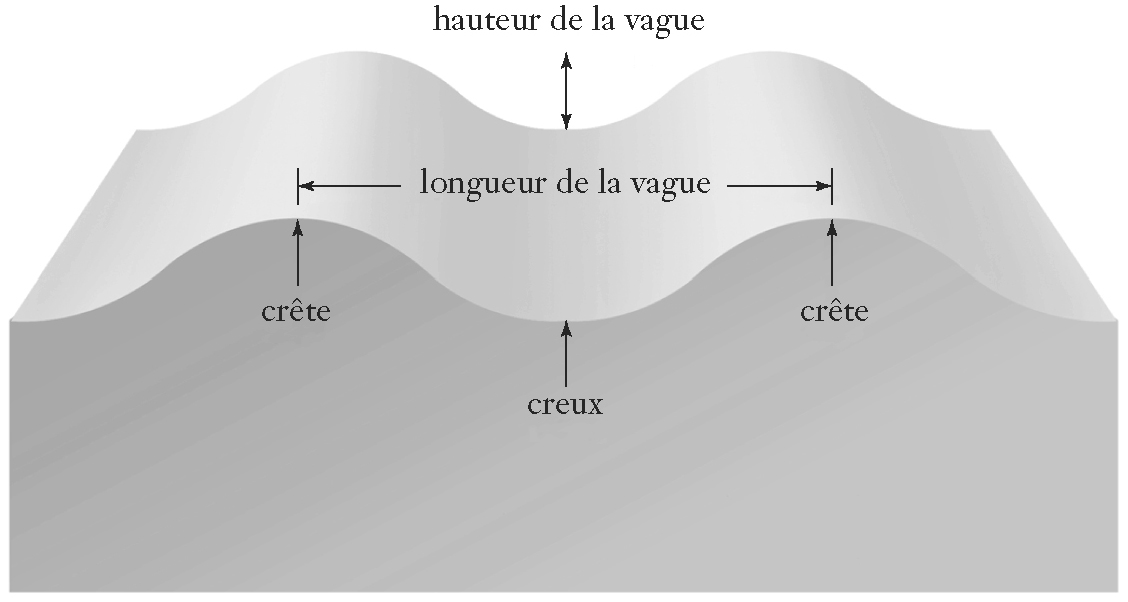 hauteur de la vague
longueur de la vague
crête
crête
creux